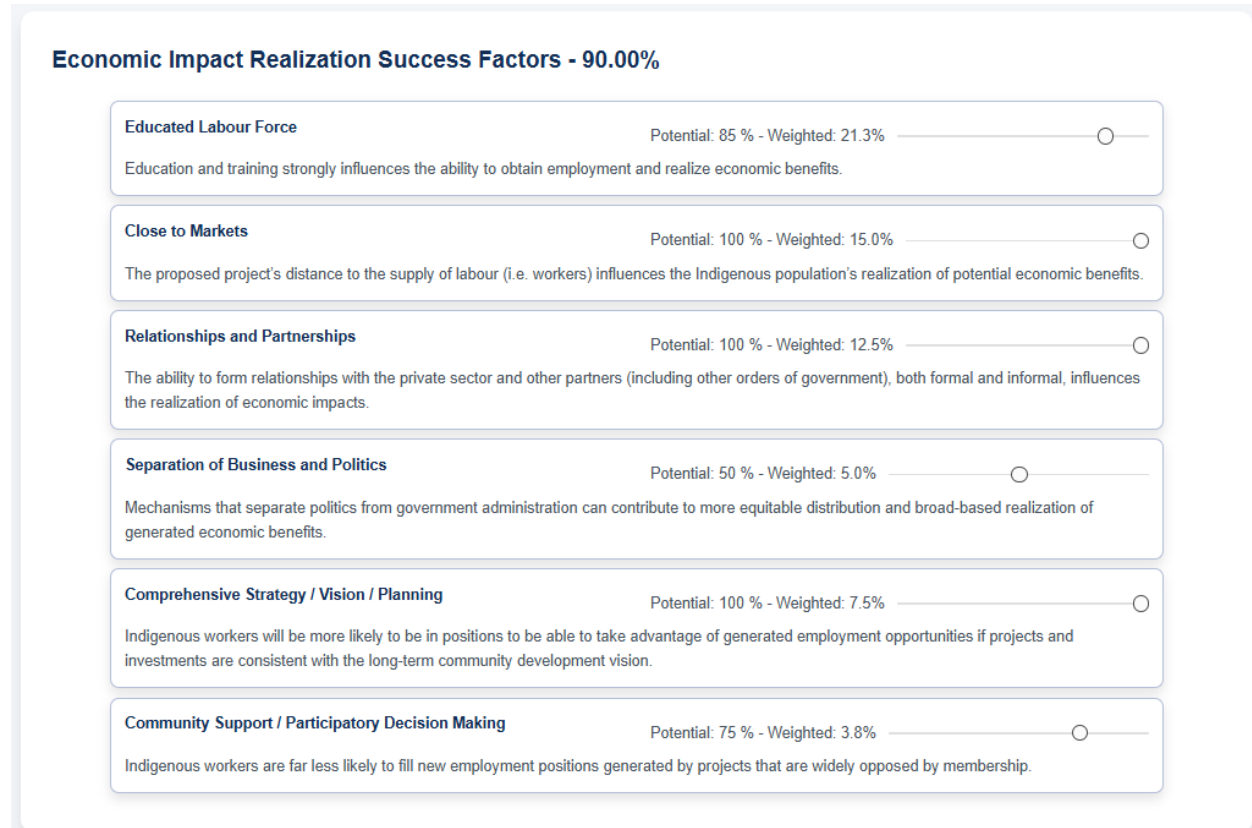 Economic Impact Realization Success Factors - 90.00%
Educated Labour Force
Potential: 85 % - Weighted: 21.3%
Education and training strongly influences the ability to obtain employment and realize economic benefits.
Close to Markets
Potential: 100 % - Weighted: 15.0%
The proposed project's distance to the supply of labour (i.e. workers) influences the Indigenous population's realization of potential economic benefits.
Relationships and Partnerships
Potential: 100 % - Weighted: 12.5%
The ability to form relationships with the private sector and other partners (including other orders of government), both formal and informal, influences
the realization of economic impacts.
Separation of Business and Politics
Potential: 50 % - Weighted: 5.0%
Mechanisms that separate politics from government administration can contribute to more equitable distribution and broad-based realization of
generated economic benefits.
Comprehensive Strategy / Vision / Planning
Potential: 100 % - Weighted: 7.5%
Indigenous workers will be more likely to be in positions to be able to take advantage of generated employment opportunities if projects and
investments are consistent with the long-term community development vision.
Community Support / Participatory Decision Making
Potential: 75 % - Weighted: 3.8%
Indigenous workers are far less likely to fill new employment positions generated by projects that are widely opposed by membership.